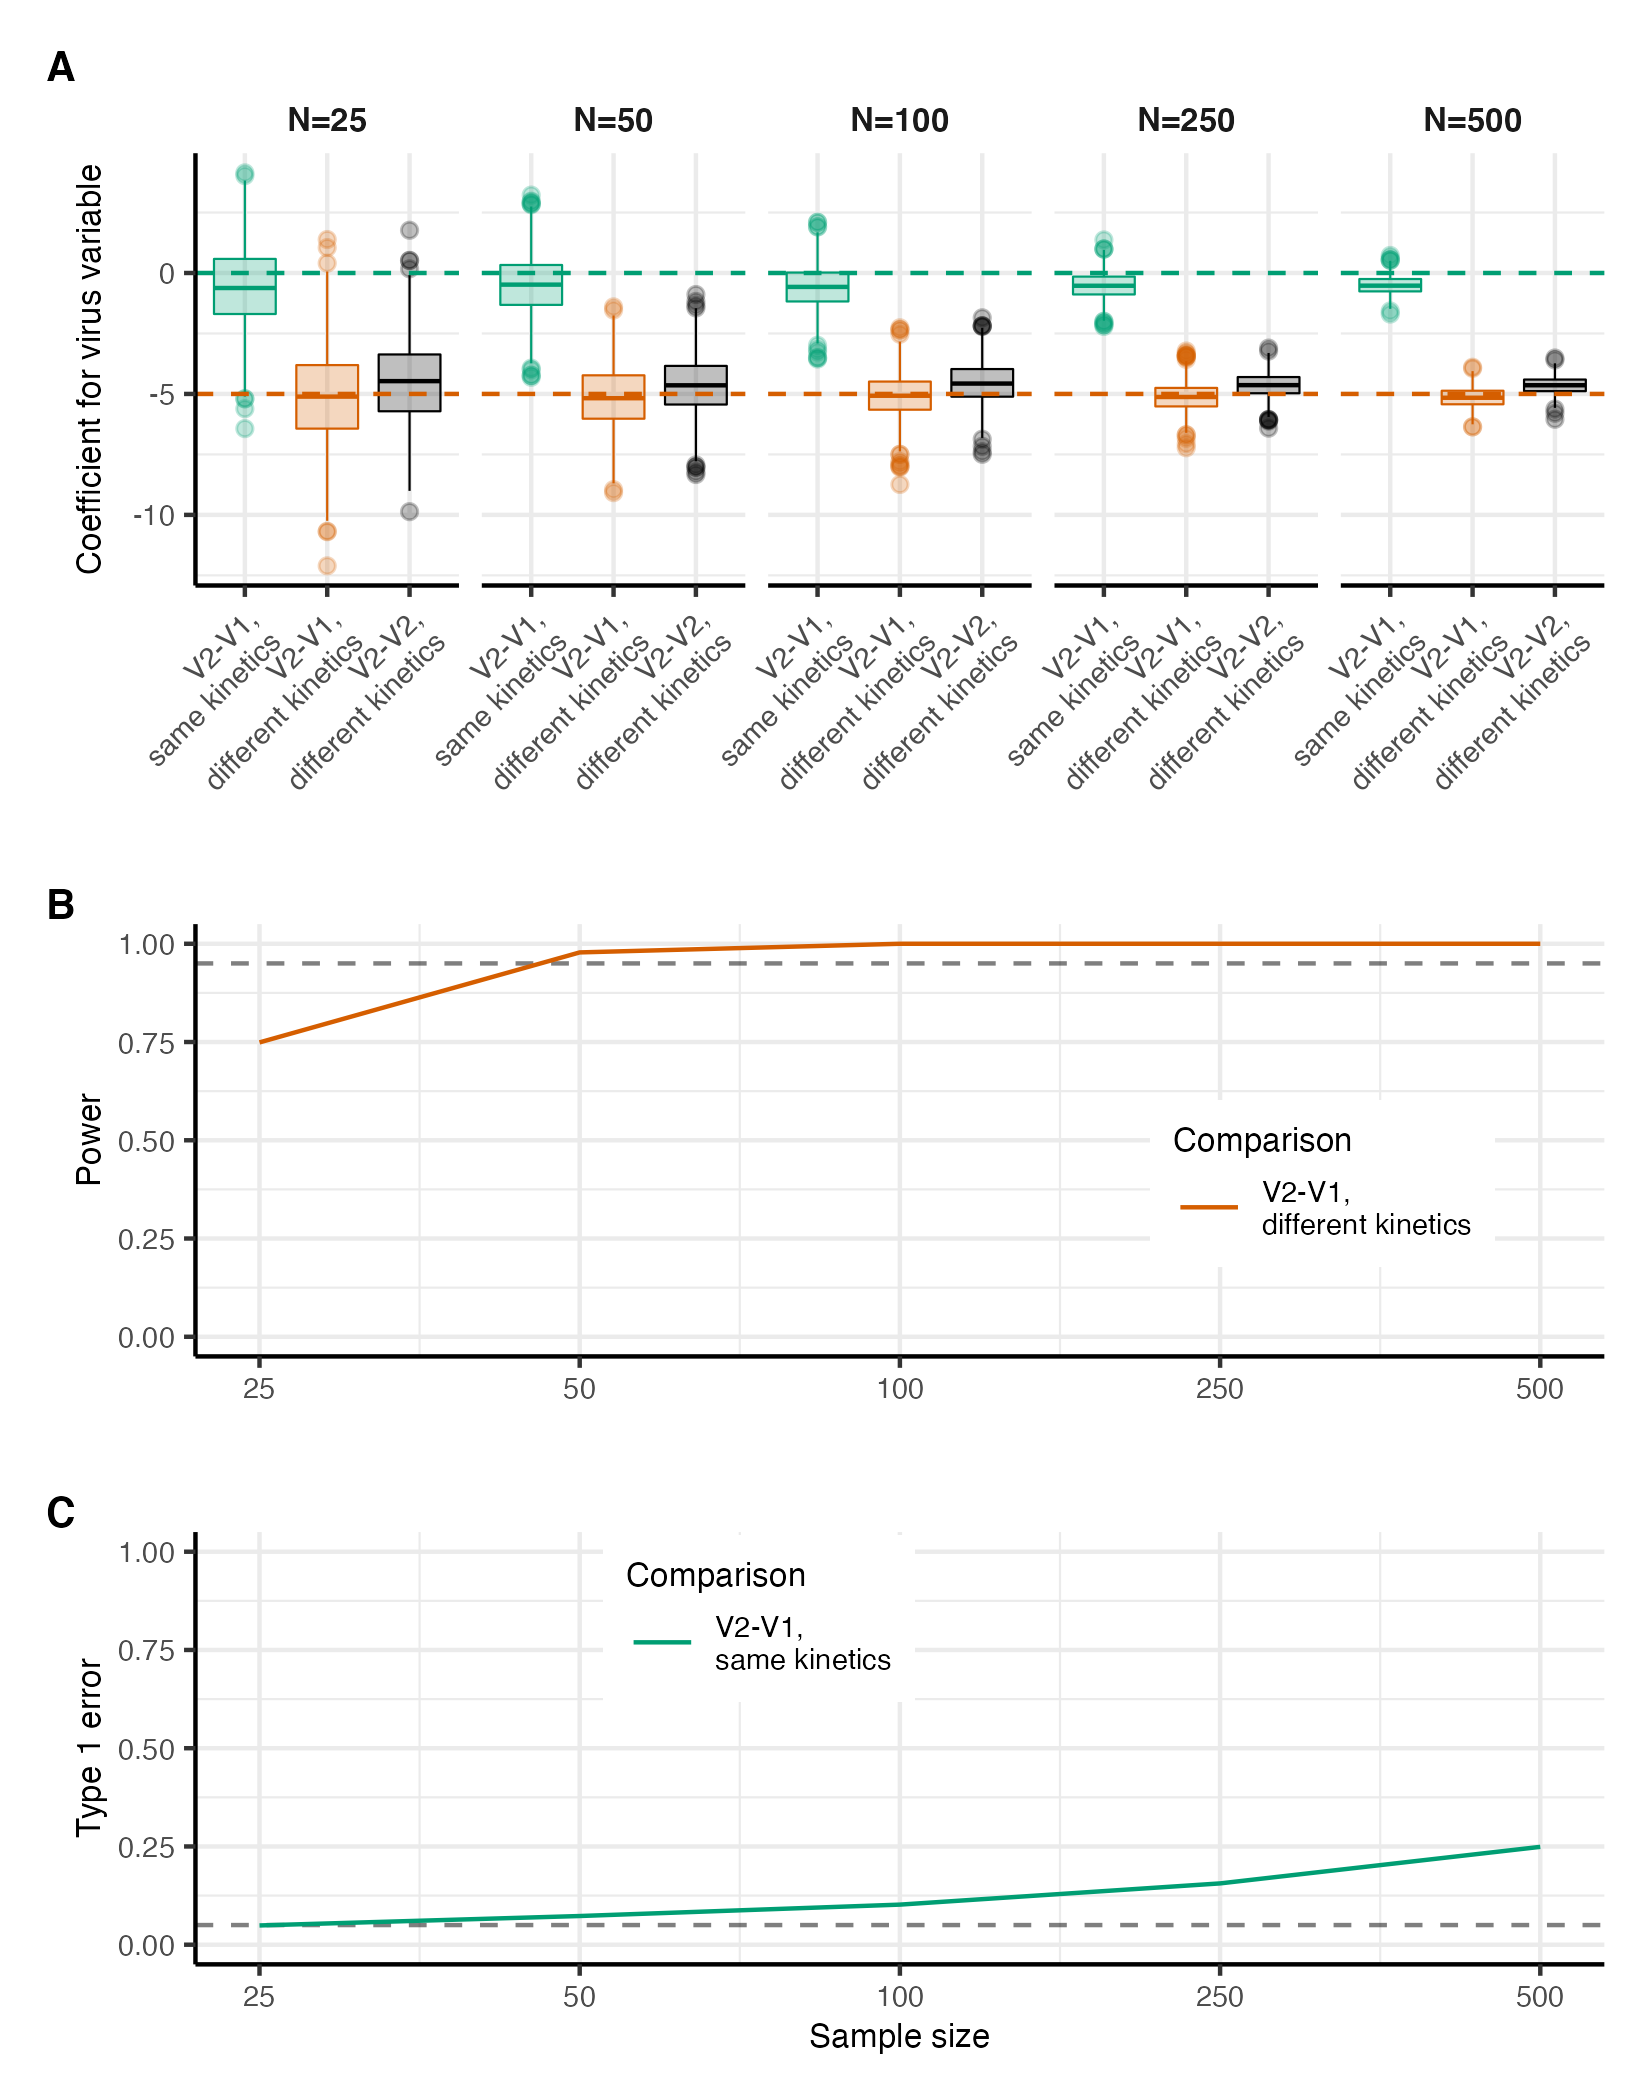 A
N=25 N=50 N=100 N=250 N=500
Coefficient for virus variable
0
-5
-10
V2-V1,
same kinetics
V2-V1,
different kinetics
V2-V2,
different kinetics
V2-V1,
same kinetics
V2-V1,
different kinetics
V2-V2,
different kinetics
V2-V1,
same kinetics
V2-V1,
different kinetics
V2-V2,
different kinetics
V2-V1,
same kinetics
V2-V1,
different kinetics
V2-V2,
different kinetics
V2-V1,
same kinetics
V2-V1,
different kinetics
V2-V2,
different kinetics
B
Power
1.00
0.75
0.50
0.25
0.00
Comparison
V2-V1,
different kinetics
25 50 100 250 500
C
Type 1 error
1.00
0.75
0.50
0.25
0.00
Comparison
V2-V1,
same kinetics
25 50 100 250 500
Sample size